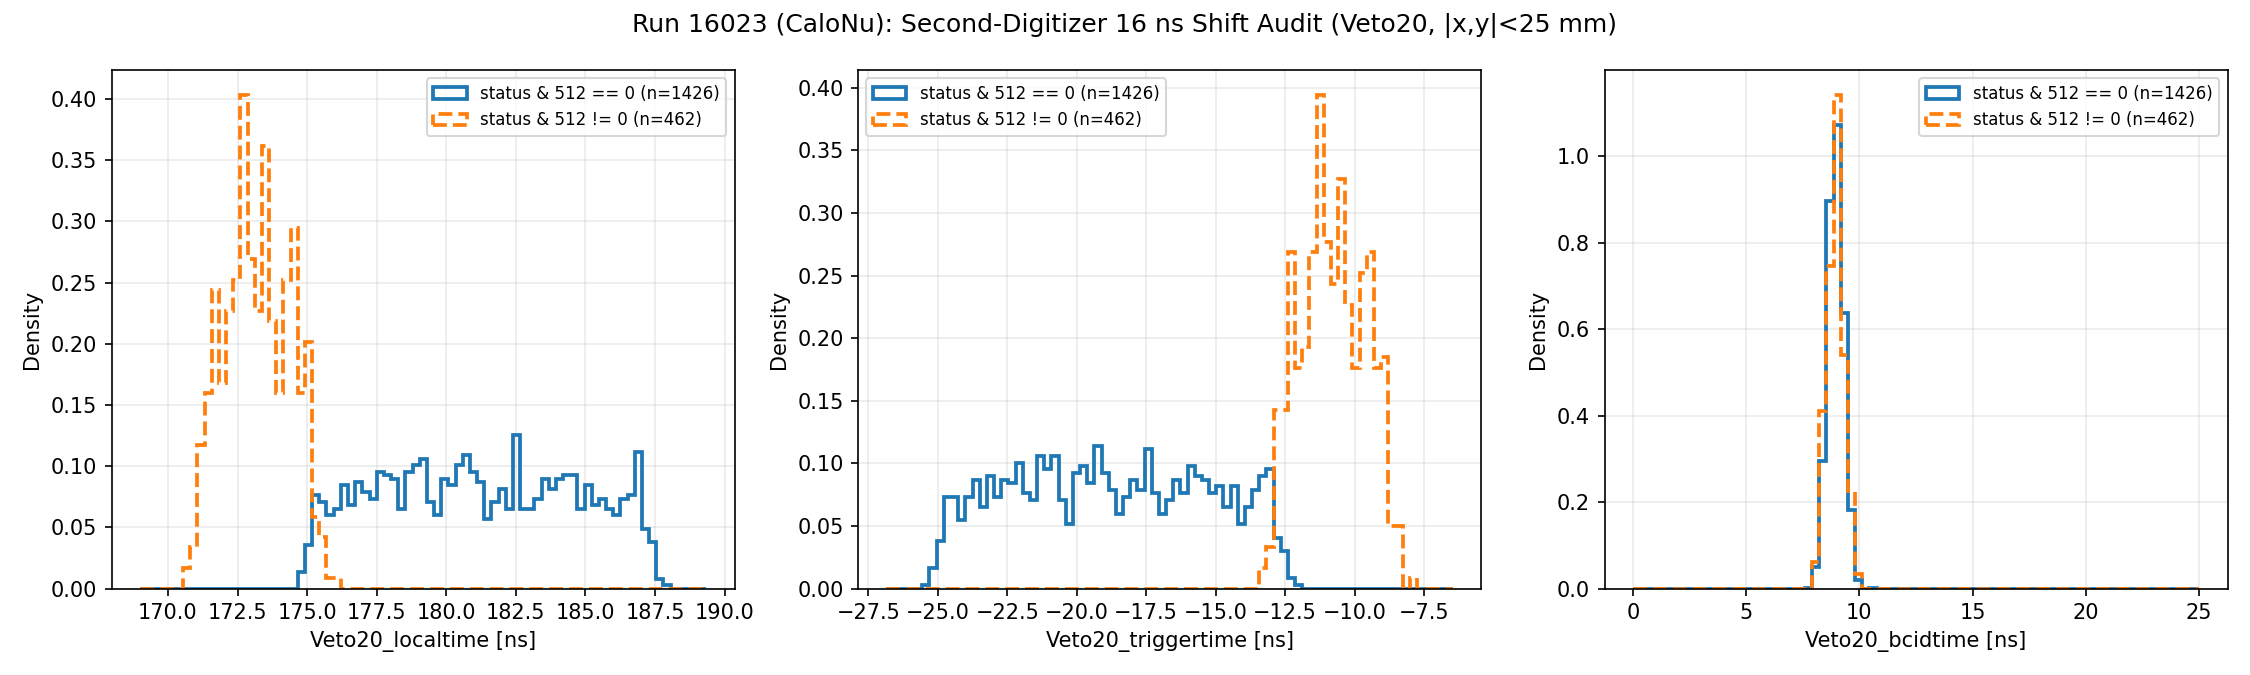 Run 16023 (CaloNu): Second-Digitizer 16 ns Shift Audit (Veto20, |x,y|<25 mm)
Density
0.40
0.35
0.30
0.25
0.20
0.15
0.10
0.05
0.00
status & 512 == 0 (n=1426)
status & 512 != 0 (n=462)
170.0 172.5 175.0 177.5 180.0 182.5 185.0 187.5 190.0
Veto20_localtime [ns]
Density
0.40
0.35
0.30
0.25
0.20
0.15
0.10
0.05
0.00
status & 512 == 0 (n=1426)
status & 512 != 0 (n=462)
−27.5 −25.0 −22.5 −20.0 −17.5 −15.0 −12.5 −10.0 −7.5
Veto20_triggertime [ns]
Density
1.0
0.8
0.6
0.4
0.2
0.0
status & 512 == 0 (n=1426)
status & 512 != 0 (n=462)
0 5 10 15 20 25
Veto20_bcidtime [ns]